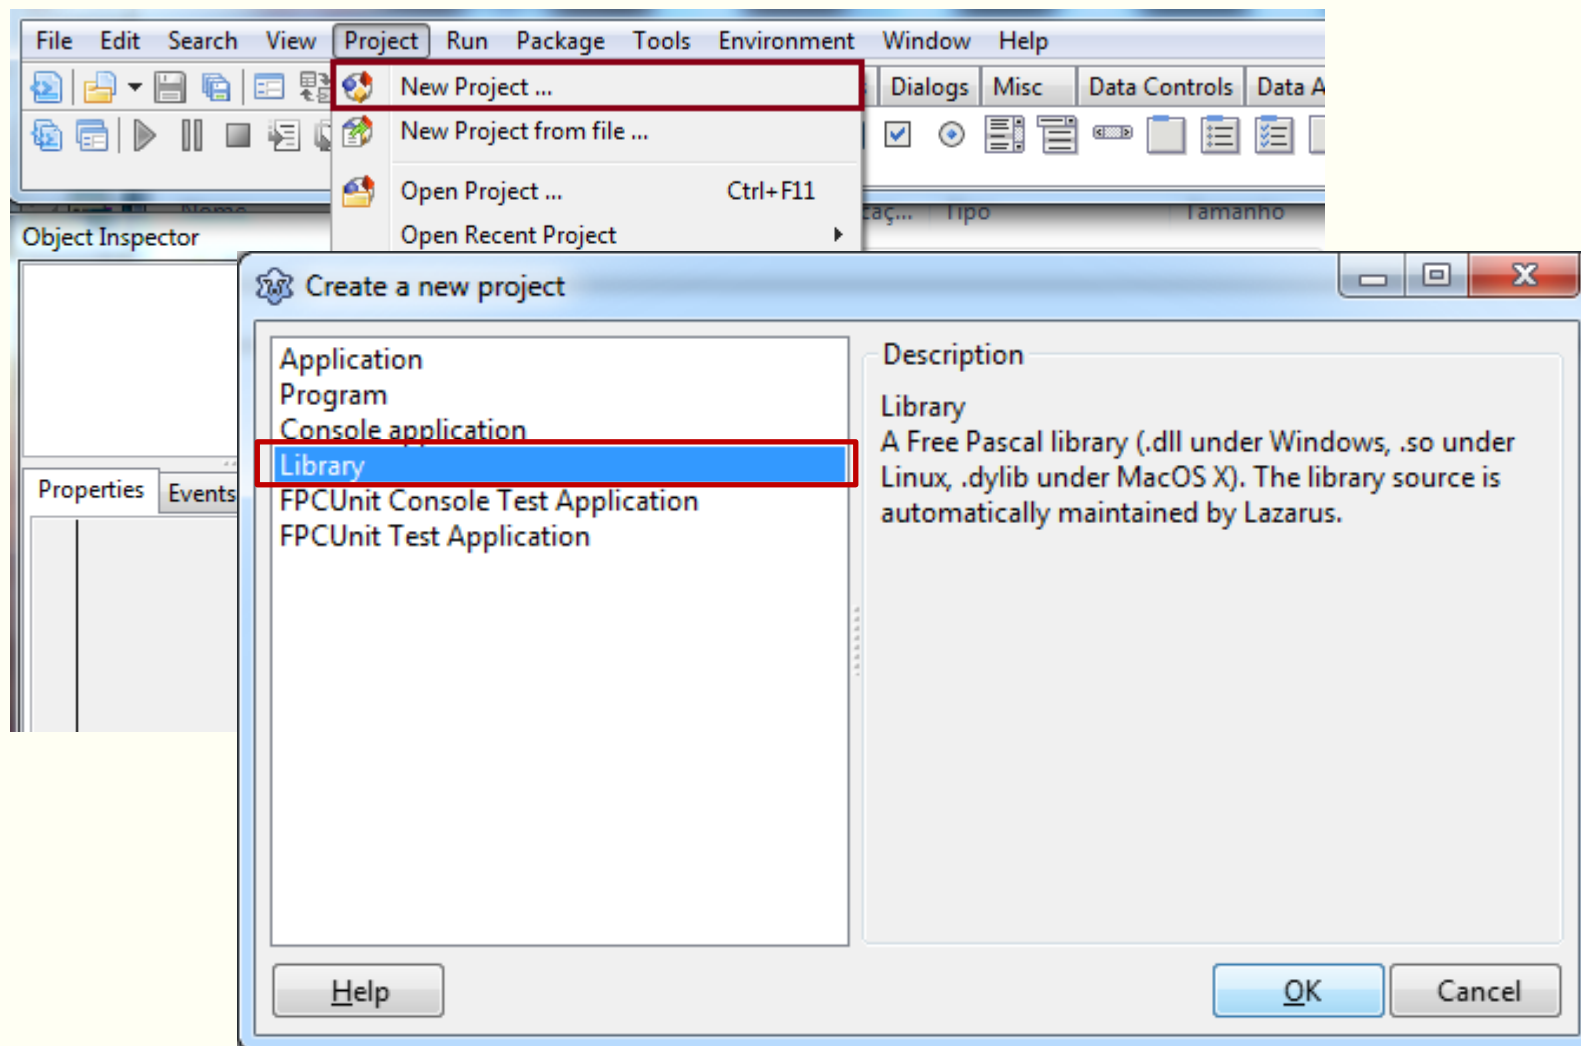 File Edit Search View Project Run Package Tools Environment Window Help
New Project ...
Dialogs Misc Data Controls Data A
New Project from file ...
Open Project ... Ctrl+F11
Tipo Tamanho
Object Inspector
Open Recent Project
Create a new project
Application
Program
Console application
Library
FPCUnit Console Test Application
FPCUnit Test Application
Description
Library
A Free Pascal library (.dll under Windows, .so under
Linux, .dylib under MacOS X). The library source is
automatically maintained by Lazarus.
Properties Events
Help OK Cancel